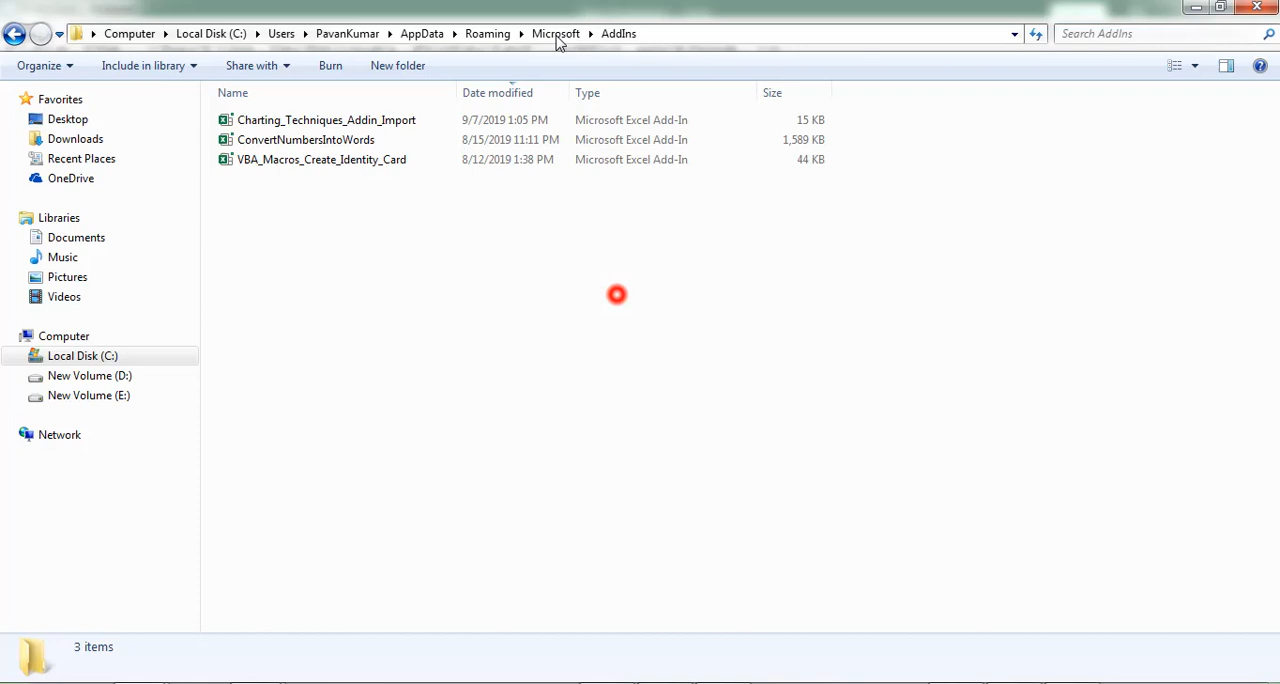 Computer Local Disk (C:) Users PavanKumar AppData Roaming Microsoft AddIns Search AddIns
Organize Include in library Share with Burn New folder
Favorites
Desktop
Downloads
Recent Places
OneDrive
Libraries
Documents
Music
Pictures
Videos
Computer
Local Disk (C:)
New Volume (D:)
New Volume (E:)
Network
Name Date modified Type Size
Charting_Techniques_Addin_Import 9/7/2019 1:05 PM Microsoft Excel Add-In 15 KB
ConvertNumbersIntoWords 8/15/2019 11:11 PM Microsoft Excel Add-In 1,589 KB
VBA_Macros_Create_Identity_Card 8/12/2019 1:38 PM Microsoft Excel Add-In 44 KB
3 items